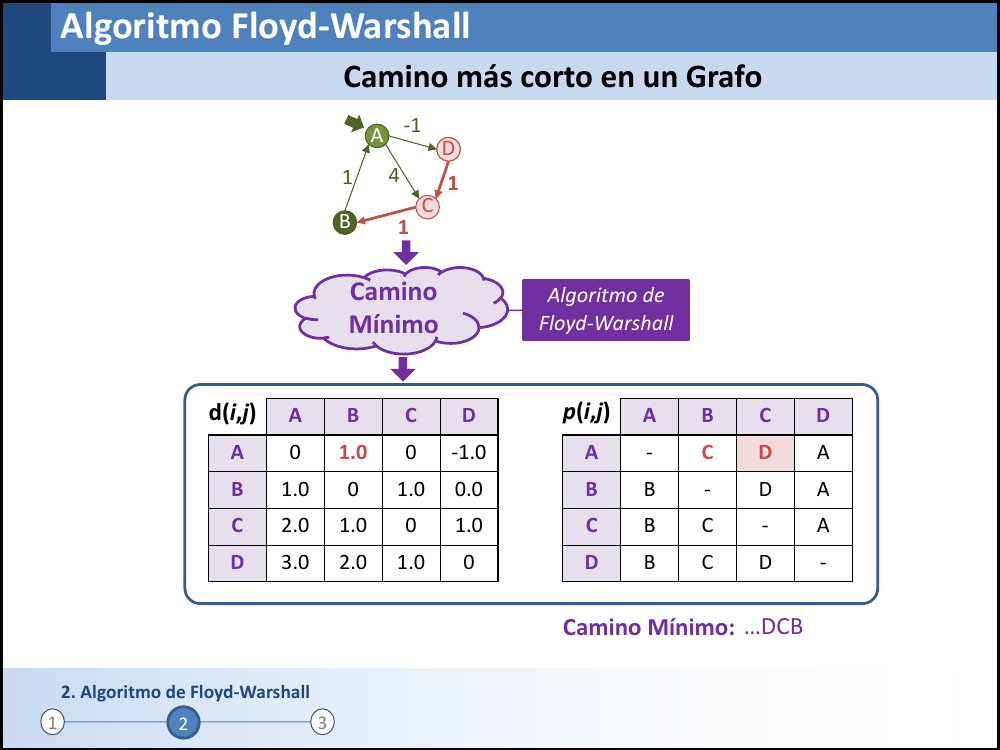 Algoritmo Floyd-Warshall
Camino más corto en un Grafo
A
-1
D
1
4
1
C
B
1
Camino
Mínimo
Algoritmo de
Floyd-Warshall
d(i,j) A B C D
A 0 1.0 0 -1.0
B 1.0 0 1.0 0.0
C 2.0 1.0 0 1.0
D 3.0 2.0 1.0 0
p(i,j) A B C D
A - C D A
B B - D A
C B C - A
D B C D -
Camino Mínimo: ...DCB
2. Algoritmo de Floyd-Warshall
1 2 3